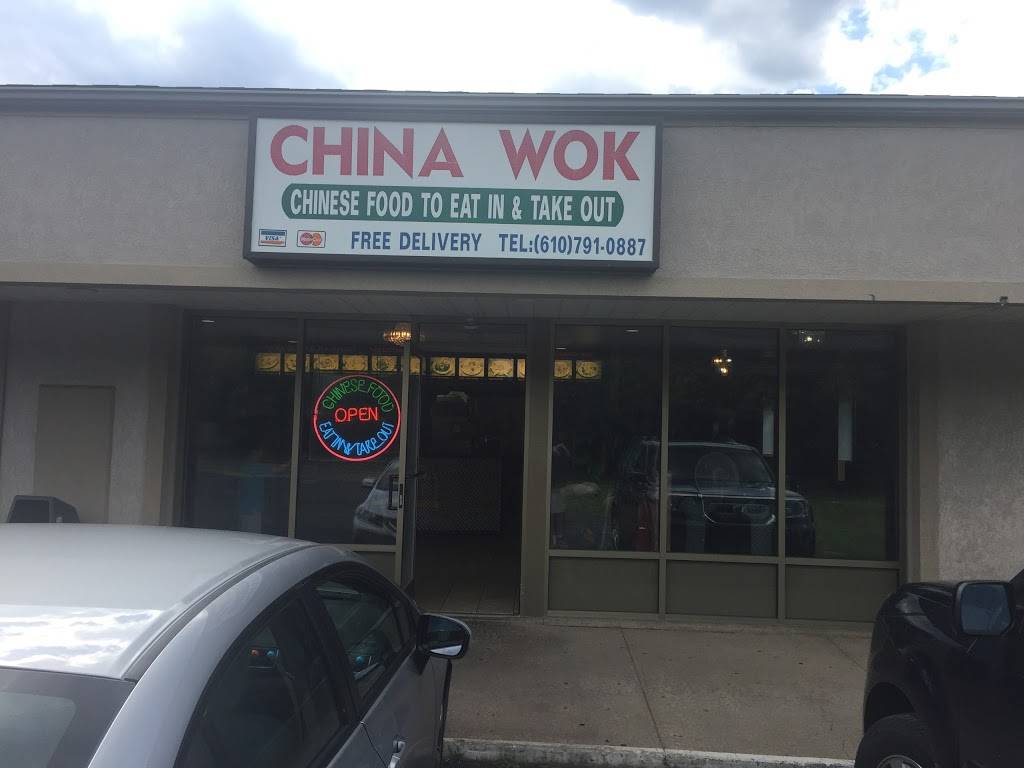 CHINA WOK
CHINESE FOOD TO EAT IN & TAKE OUT
VISA
FREE DELIVERY TEL:(610)791-0887
CHINESE FOOD
OPEN
EAT IN & TAKE OUT